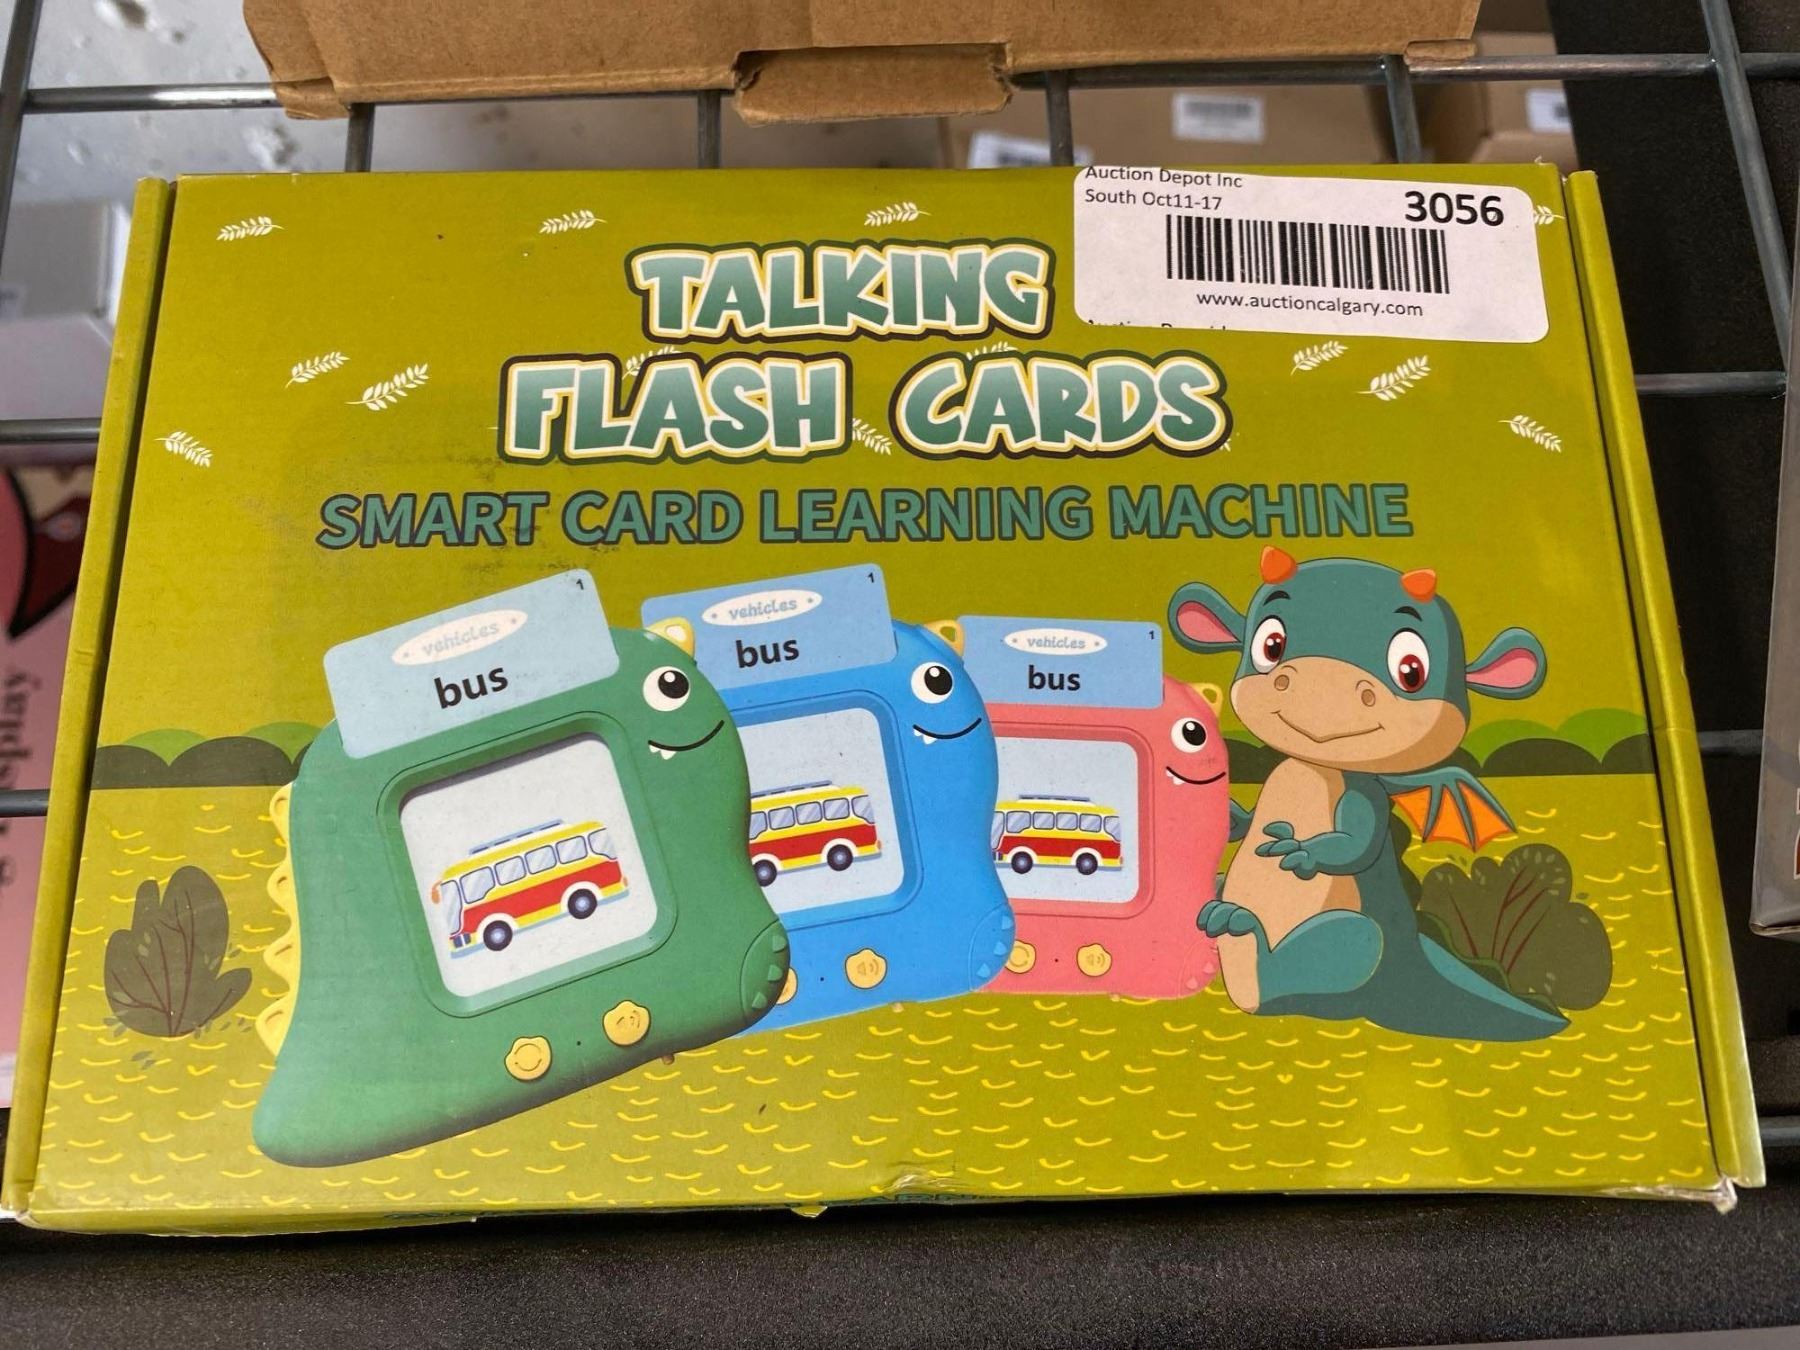 Auction Depot Inc
South Oct11-17
3056
www.auctioncalgary.com
TALKING
FLASH CARDS
SMART CARD LEARNING MACHINE
1
vehicles
bus
1
vehicles
bus
1
vehicles
bus